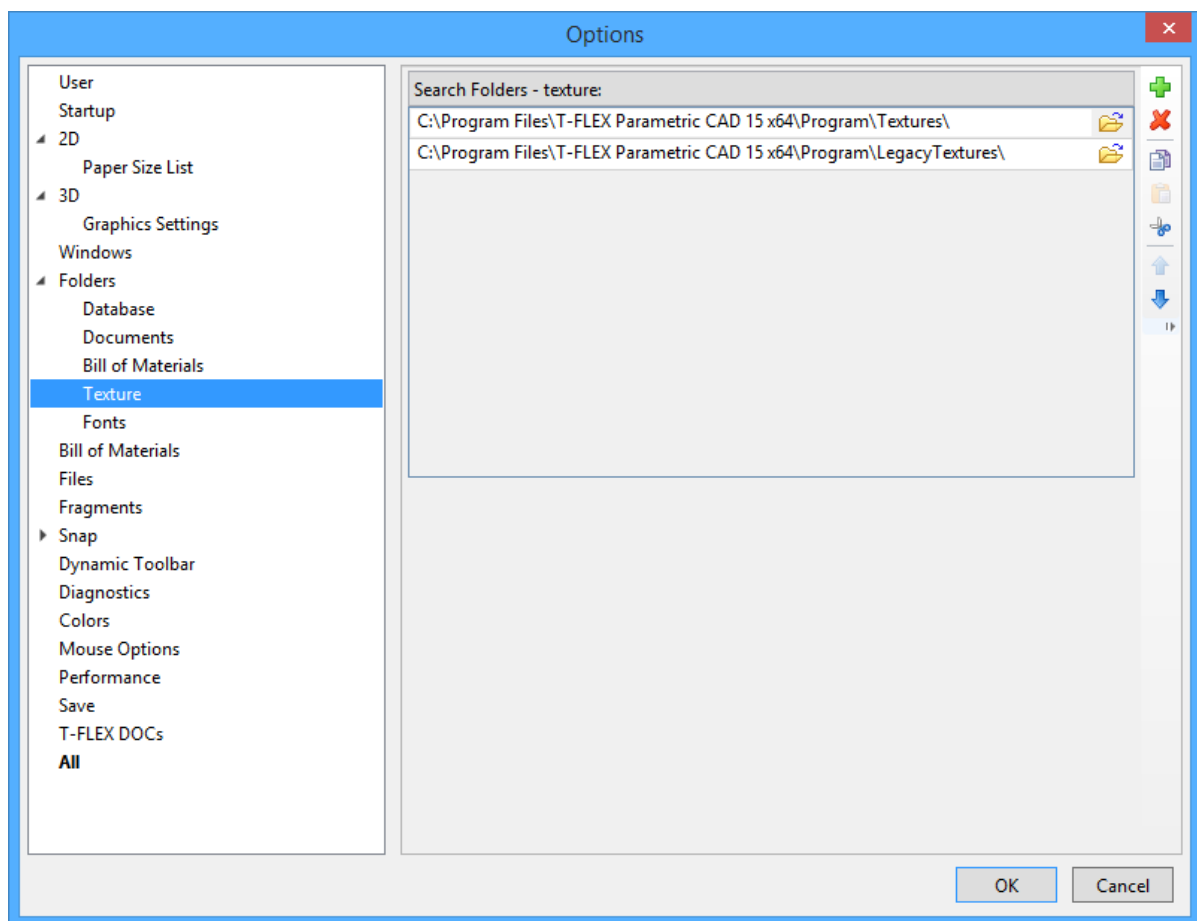 Options
User
Startup
2D
Paper Size List
3D
Graphics Settings
Windows
Folders
Database
Documents
Bill of Materials
Texture
Fonts
Bill of Materials
Files
Fragments
Snap
Dynamic Toolbar
Diagnostics
Colors
Mouse Options
Performance
Save
T-FLEX DOCs
All
Search Folders - texture:
C:\Program Files\T-FLEX Parametric CAD 15 x64\Program\Textures\
C:\Program Files\T-FLEX Parametric CAD 15 x64\Program\LegacyTextures\
OK
Cancel